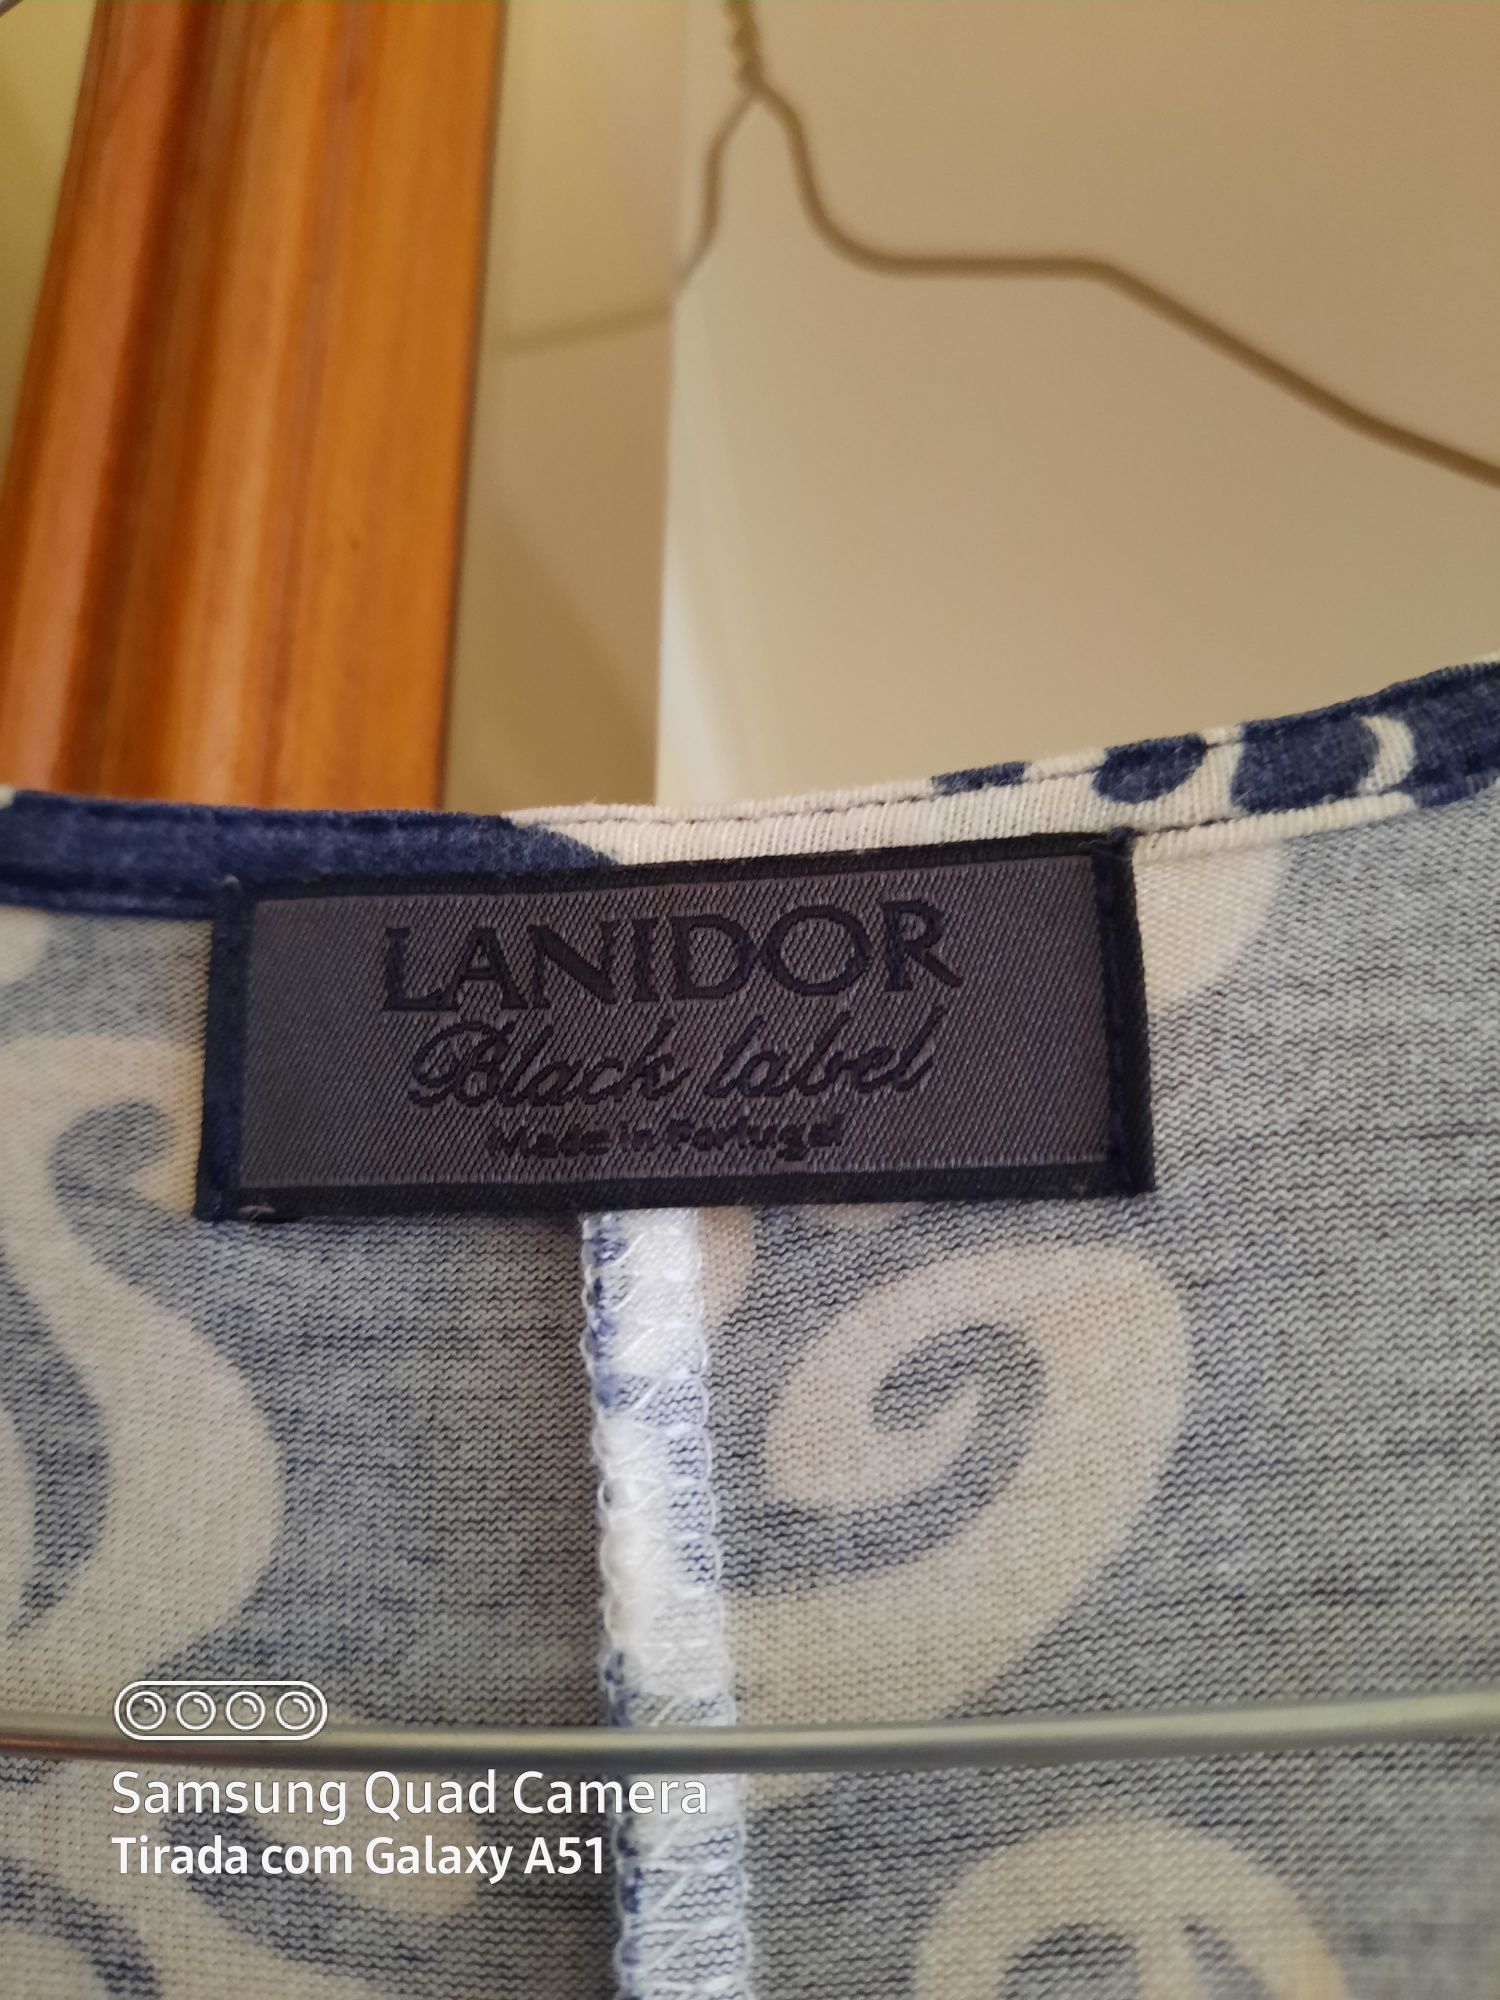 LANIDOR
Black label
Made in Portugal
Samsung Quad Camera
Tirada com Galaxy A51